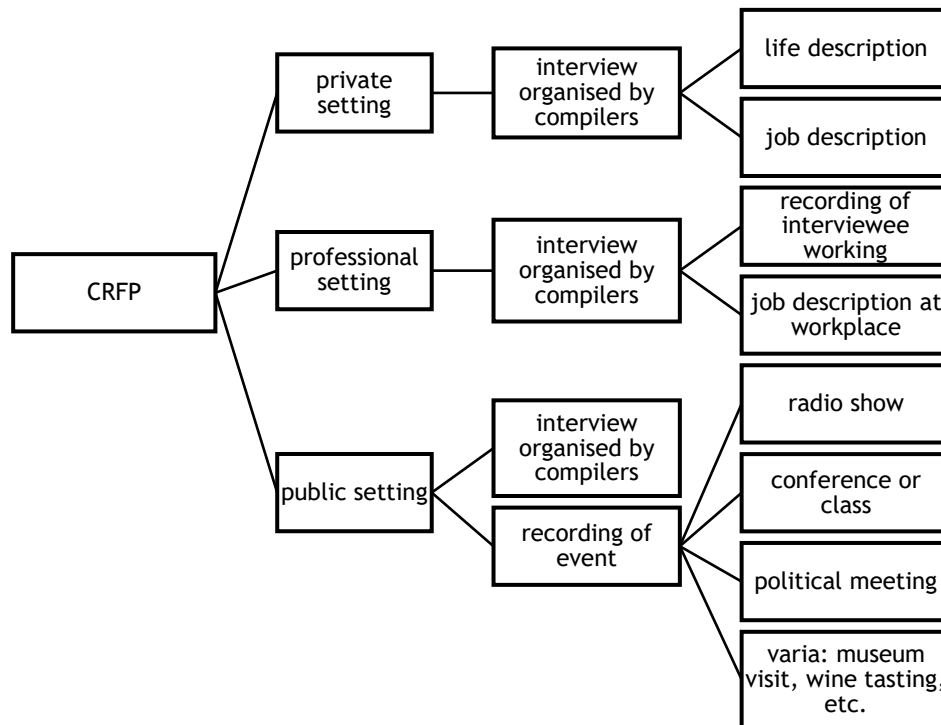 CRFP
private
setting
interview
organised by
compilers
life description
job description
professional
setting
interview
organised by
compilers
recording of
interviewee
working
job description at
workplace
public setting
interview
organised by
compilers
recording of
event
radio show
conference or
class
political meeting
varia: museum
visit, wine tasting,
etc.